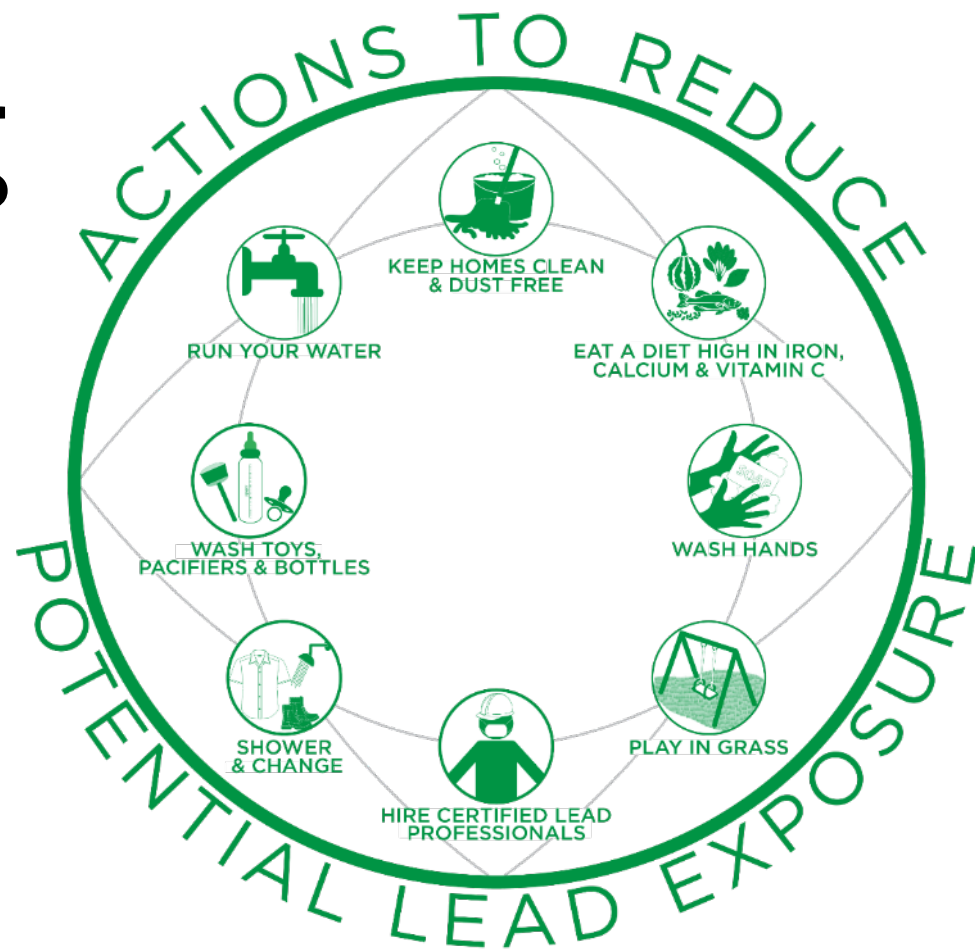 ACTIONS TO REDUCE
KEEP HOMES CLEAN
& DUST FREE
EAT A DIET HIGH IN IRON,
CALCIUM & VITAMIN C
SOAP
WASH HANDS
PLAY IN GRASS
HIRE CERTIFIED LEAD
PROFESSIONALS
SHOWER
& CHANGE
WASH TOYS,
PACIFIERS & BOTTLES
RUN YOUR WATER
POTENTIAL LEAD EXPOSURE